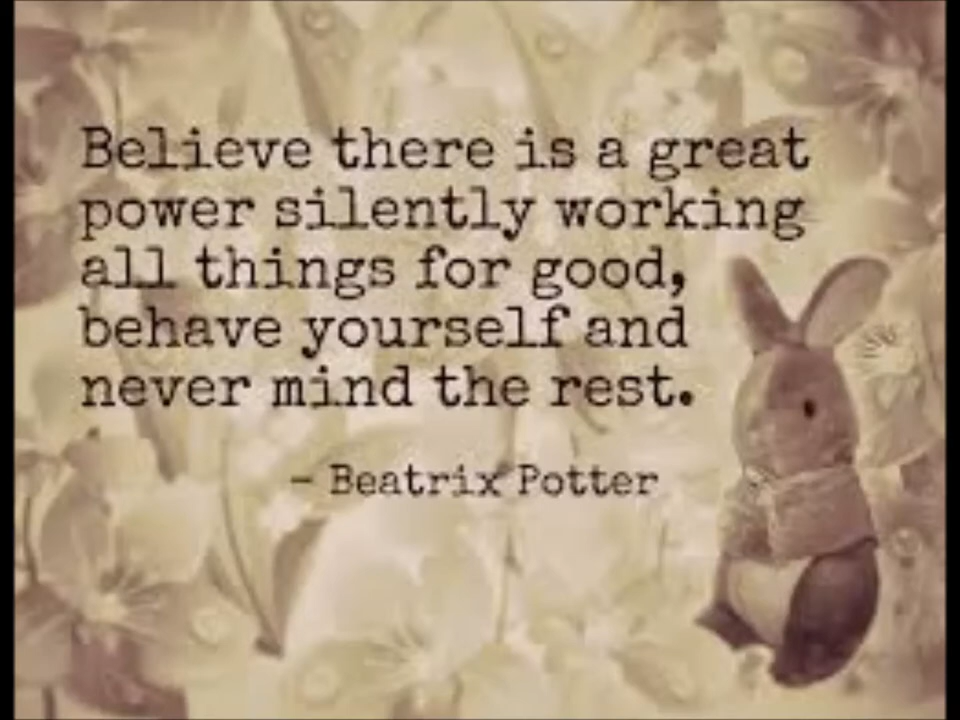 Believe there is a great
power silently working
all things for good,
behave yourself and
never mind the rest.
- Beatrix Potter